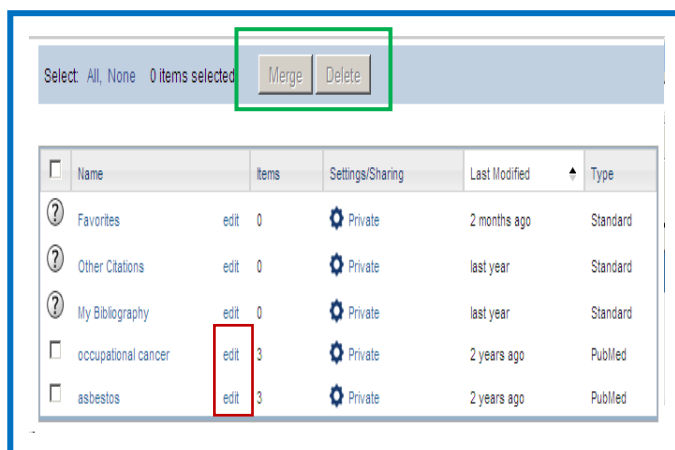 Select: All, None 0 items selected Merge Delete
Name Items Settings/Sharing Last Modified Type
? Favorites edit 0 Private 2 months ago Standard
? Other Citations edit 0 Private last year Standard
? My Bibliography edit 0 Private last year Standard
occupational cancer edit 3 Private 2 years ago PubMed
asbestos edit 3 Private 2 years ago PubMed